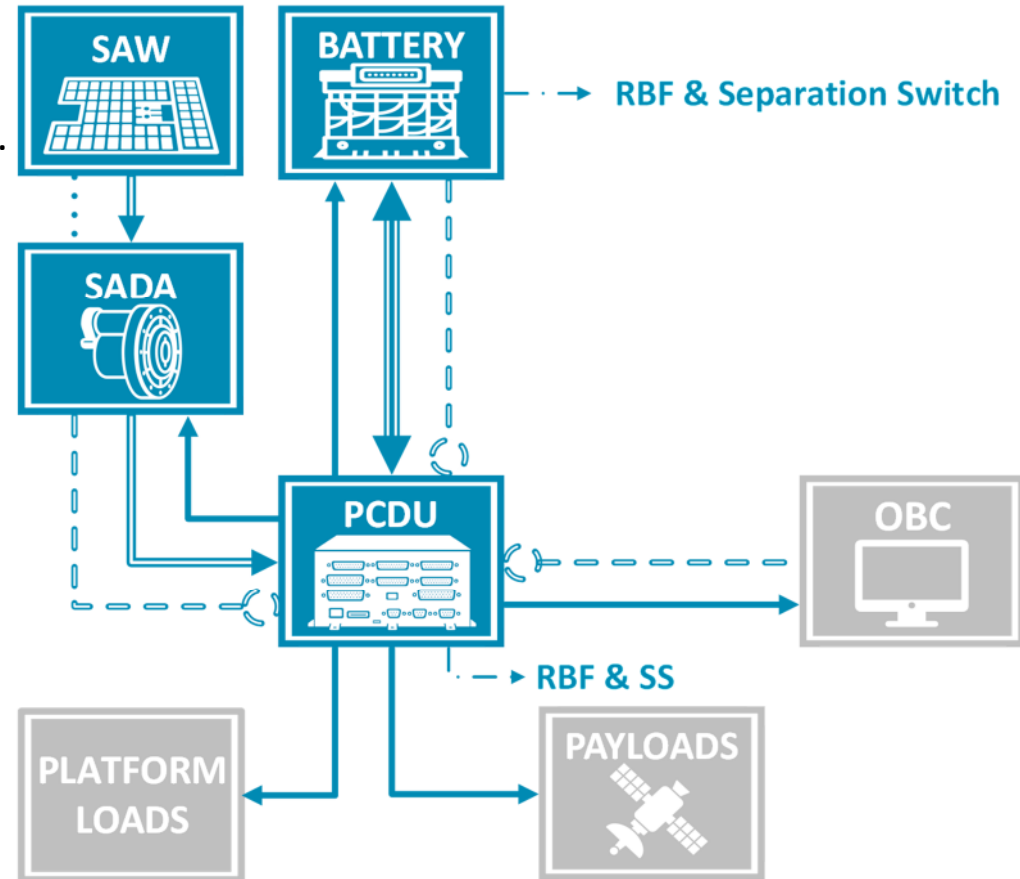 SAW
BATTERY
RBF & Separation Switch
.
SADA
PCDU
OBC
RBF & SS
PLATFORM
LOADS
PAYLOADS